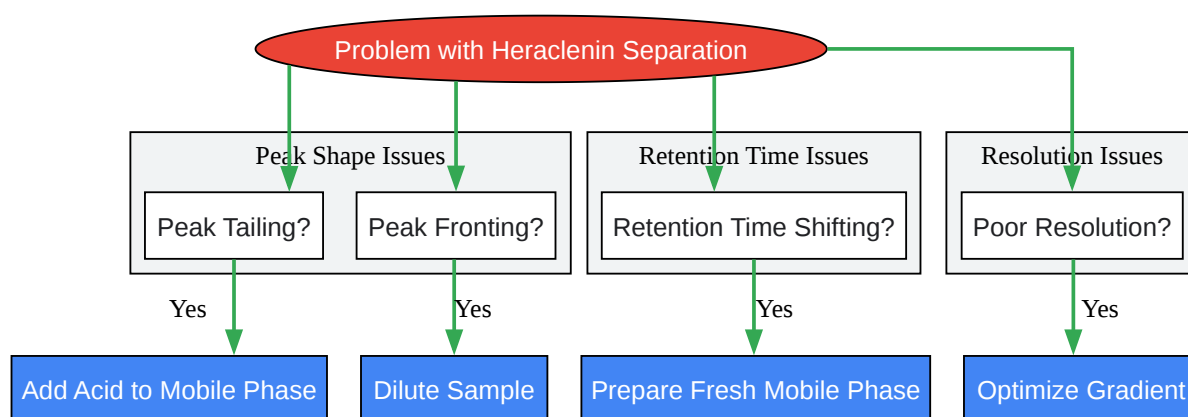 Problem with Heraclenin Separation
Peak Shape Issues
Retention Time Issues
Resolution Issues
Peak Tailing?
Peak Fronting?
Retention Time Shifting?
Poor Resolution?
Yes
Yes
Yes
Yes
Add Acid to Mobile Phase
Dilute Sample
Prepare Fresh Mobile Phase
Optimize Gradient